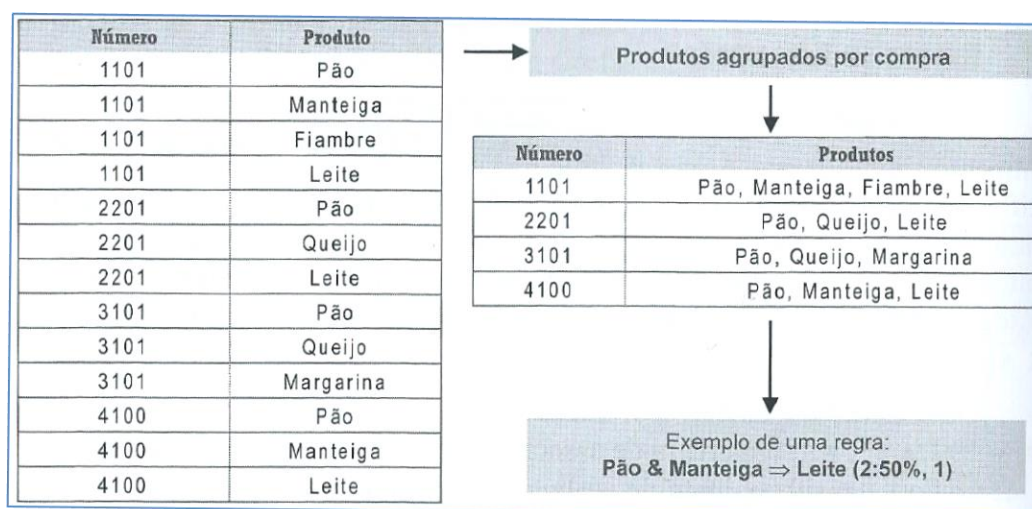 Número Produto
1101 Pão
1101 Manteiga
1101 Fiambre
1101 Leite
2201 Pão
2201 Queijo
2201 Leite
3101 Pão
3101 Queijo
3101 Margarina
4100 Pão
4100 Manteiga
4100 Leite
Produtos agrupados por compra
Número Produtos
1101 Pão, Manteiga, Fiambre, Leite
2201 Pão, Queijo, Leite
3101 Pão, Queijo, Margarina
4100 Pão, Manteiga, Leite
Exemplo de uma regra:
Pão & Manteiga ⇒ Leite (2:50%, 1)